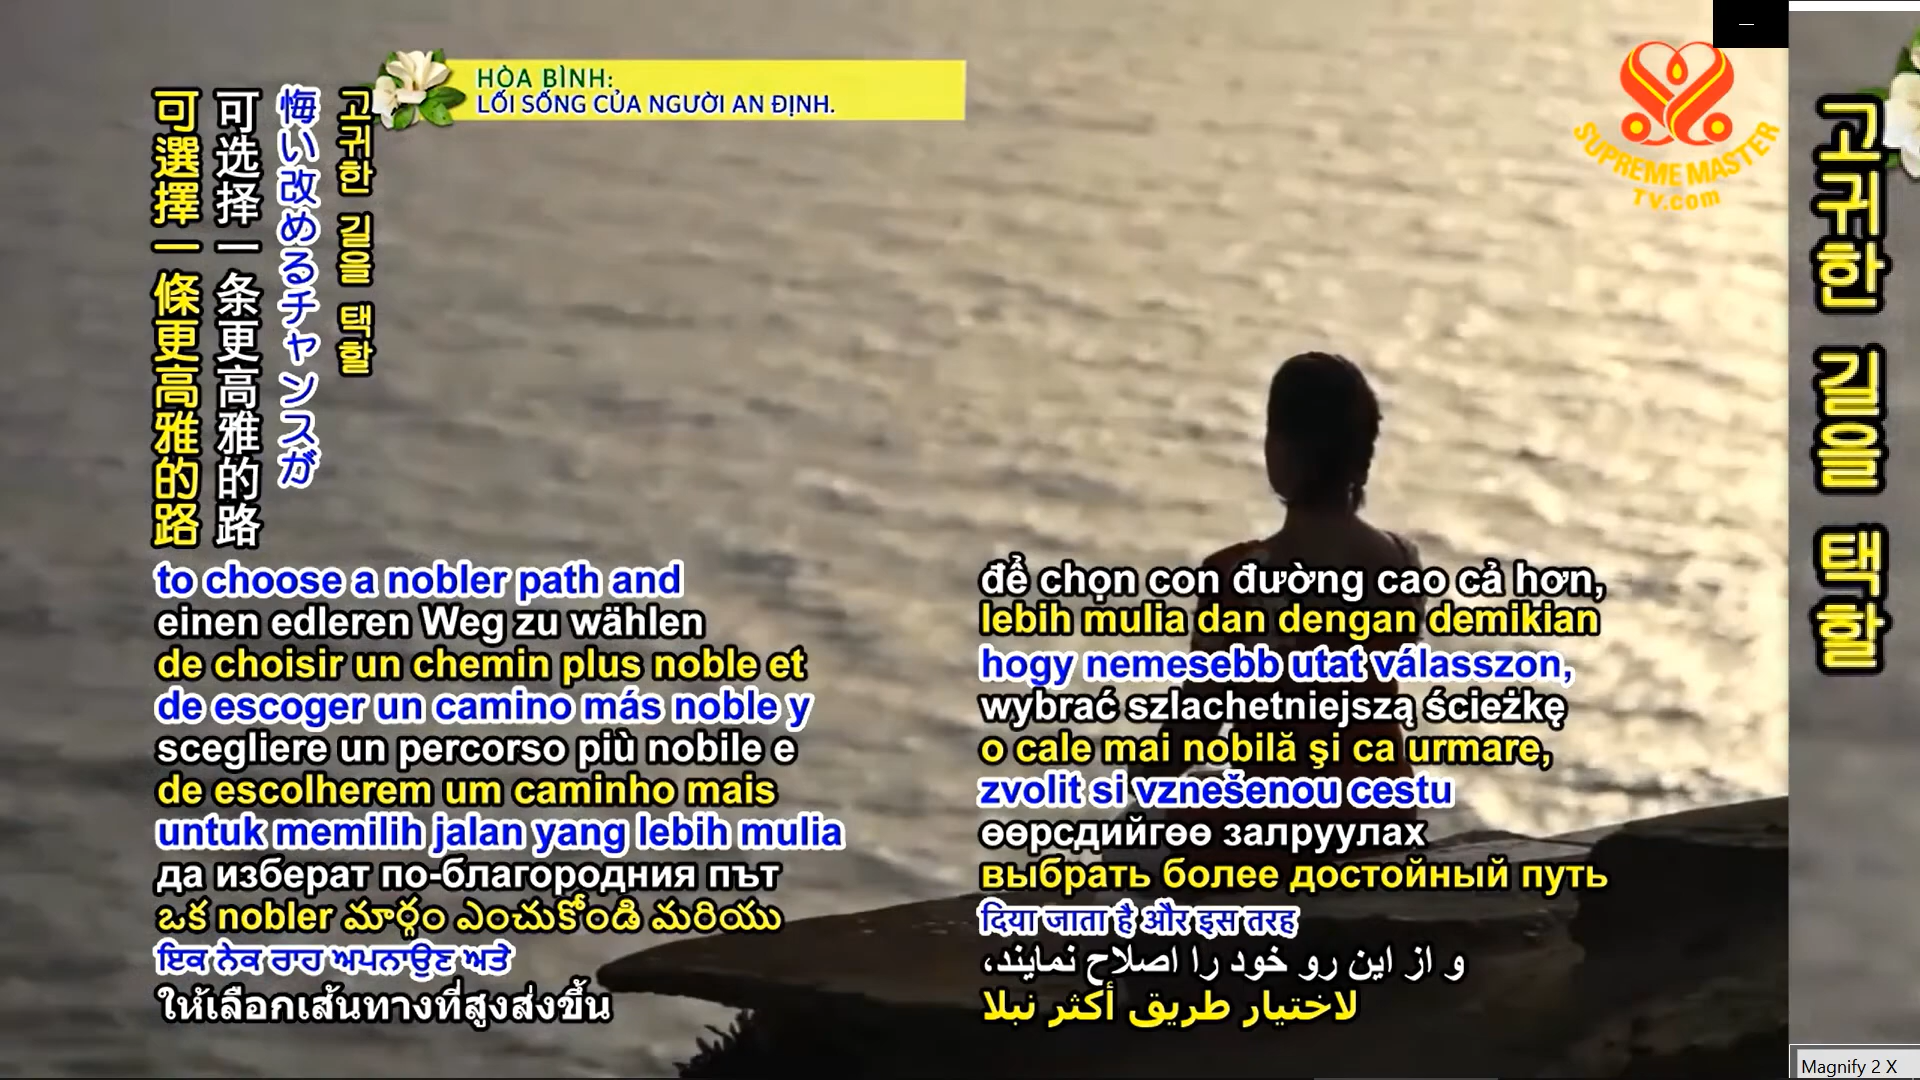 HÒA BÌNH:
LỐI SỐNG CỦA NGƯỜI AN ĐỊNH.
SUPREME MASTER
TV.com
고귀한 길을 택할
悔い改めるチャンスが
可选择一条更高雅的路
可選擇一條更高雅的路
to choose a nobler path and
einen edleren Weg zu wählen
de choisir un chemin plus noble et
de escoger un camino más noble y
scegliere un percorso più nobile e
de escolherem um caminho mais
untuk memilih jalan yang lebih mulia
да изберат по-благородния път
ఒక nobler మార్గం ఎంచుకోండి మరియు
ਇਕ ਨੇਕ ਰਾਹ ਅਪਨਾਉਣ ਅਤੇ
ให้เลือกเส้นทางที่สูงส่งขึ้น
để chọn con đường cao cả hơn,
lebih mulia dan dengan demikian
hogy nemesebb utat válasszon,
wybrać szlachetniejszą ścieżkę
o cale mai nobilă şi ca urmare,
zvolit si vznešenou cestu
өөрсдийгөө залруулах
выбрать более достойный путь
दिया जाता है और इस तरह
و از این رو خود را اصلاح نمایند،
لاختيار طريق أكثر نبلا
고귀한 길을 택할
Magnify 2 X